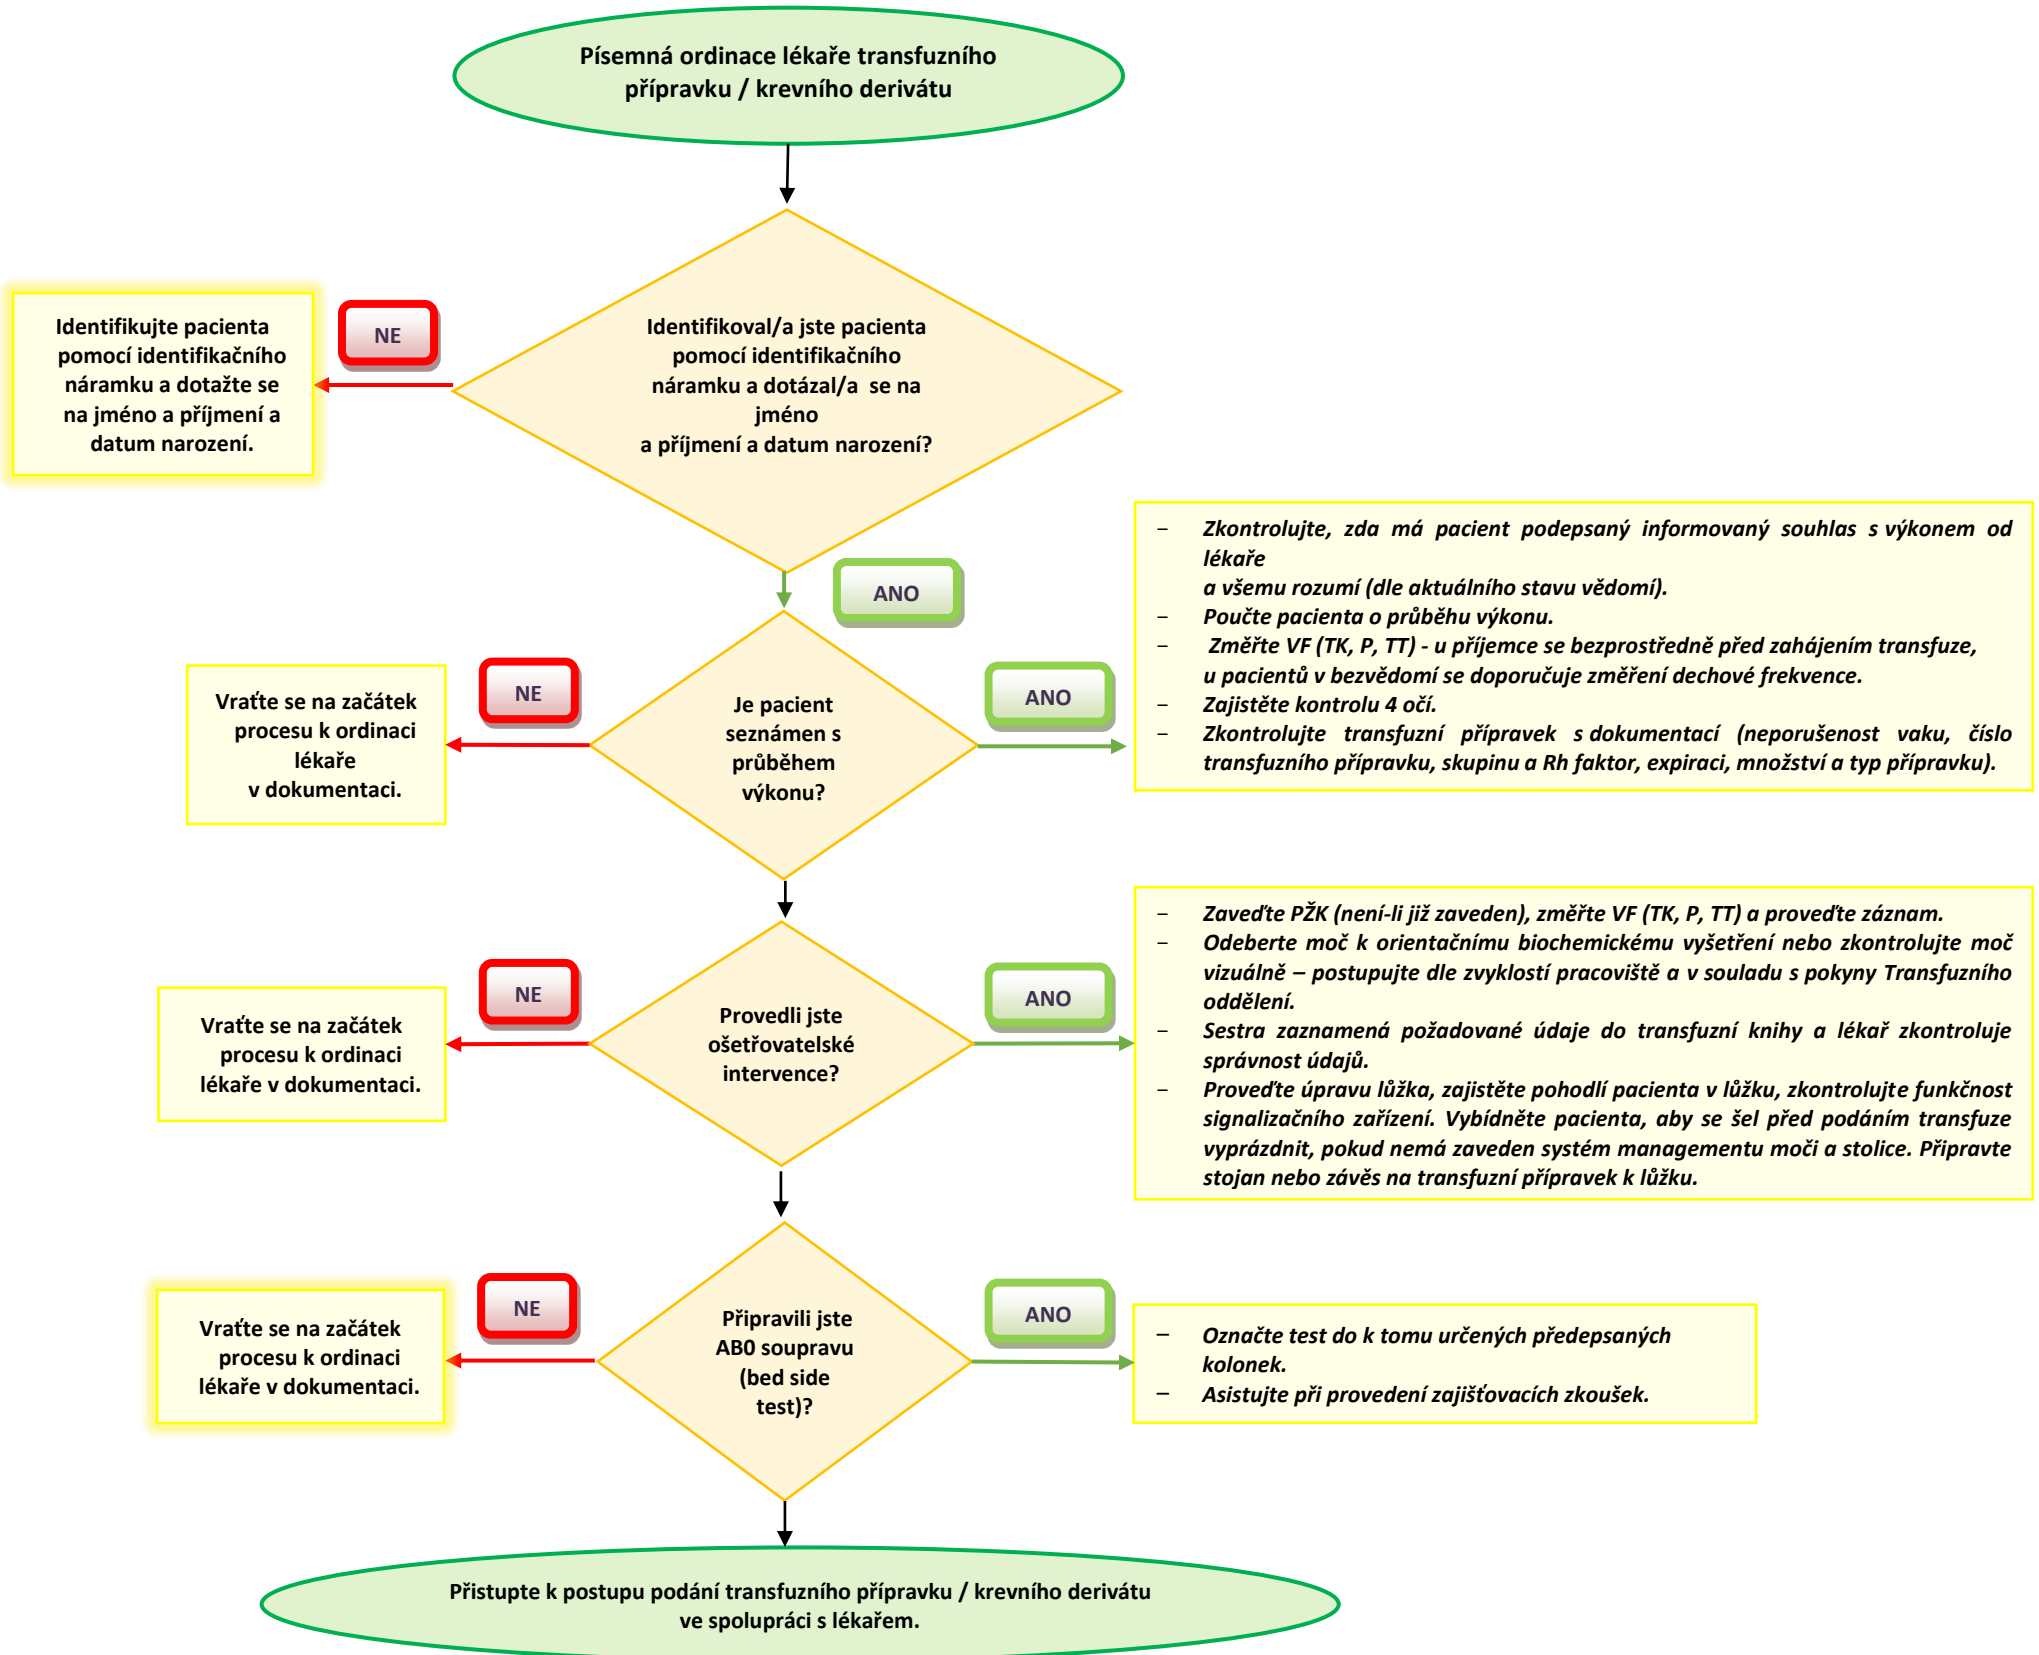 Písemná ordinace lékaře transfuzního
přípravku / krevního derivátu
Identifikujte pacienta
pomocí identifikačního
náramku a dotažte se
na jméno a příjmení a
datum narození.
NE
Identifikoval/a jste pacienta
pomocí identifikačního
náramku a dotázal/a se na
jméno
a příjmení a datum narození?
ANO
Vraťte se na začátek
procesu k ordinaci
lékaře
v dokumentaci.
NE
Je pacient
seznámen s
průběhem
výkonu?
ANO
– Zkontrolujte, zda má pacient podepsaný informovaný souhlas s výkonem od
lékaře
a všemu rozumí (dle aktuálního stavu vědomí).
– Poučte pacienta o průběhu výkonu.
– Změřte VF (TK, P, TT) - u příjemce se bezprostředně před zahájením transfuze,
u pacientů v bezvědomí se doporučuje změření dechové frekvence.
– Zajistěte kontrolu 4 očí.
– Zkontrolujte transfuzní přípravek s dokumentací (neporušenost vaku, číslo
transfuzního přípravku, skupinu a Rh faktor, expiraci, množství a typ přípravku).
Vraťte se na začátek
procesu k ordinaci
lékaře v dokumentaci.
NE
Provedli jste
ošetřovatelské
intervence?
ANO
– Zaveďte PŽK (není-li již zaveden), změřte VF (TK, P, TT) a proveďte záznam.
– Odeberte moč k orientačnímu biochemickému vyšetření nebo zkontrolujte moč
vizuálně – postupujte dle zvyklostí pracoviště a v souladu s pokyny Transfuzního
oddělení.
– Sestra zaznamená požadované údaje do transfuzní knihy a lékař zkontroluje
správnost údajů.
– Proveďte úpravu lůžka, zajistěte pohodlí pacienta v lůžku, zkontrolujte funkčnost
signalizačního zařízení. Vybídněte pacienta, aby se šel před podáním transfuze
vyprázdnit, pokud nemá zaveden systém managementu moči a stolice. Připravte
stojan nebo závěs na transfuzní přípravek k lůžku.
Vraťte se na začátek
procesu k ordinaci
lékaře v dokumentaci.
NE
Připravili jste
AB0 soupravu
(bed side
test)?
ANO
– Označte test do k tomu určených předepsaných
kolonek.
– Asistujte při provedení zajišťovacích zkoušek.
Přistupte k postupu podání transfuzního přípravku / krevního derivátu
ve spolupráci s lékařem.